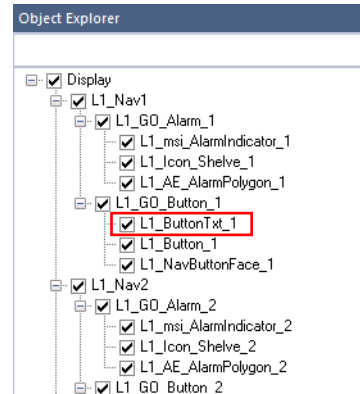 Object Explorer
Display
L1_Nav1
L1_GO_Alarm_1
L1_msi_AlarmIndicator_1
L1_Icon_Shelve_1
L1_AE_AlarmPolygon_1
L1_GO_Button_1
L1_ButtonTxt_1
L1_Button_1
L1_NavButtonFace_1
L1_Nav2
L1_GO_Alarm_2
L1_msi_AlarmIndicator_2
L1_Icon_Shelve_2
L1_AE_AlarmPolygon_2
L1_GO_Button_2